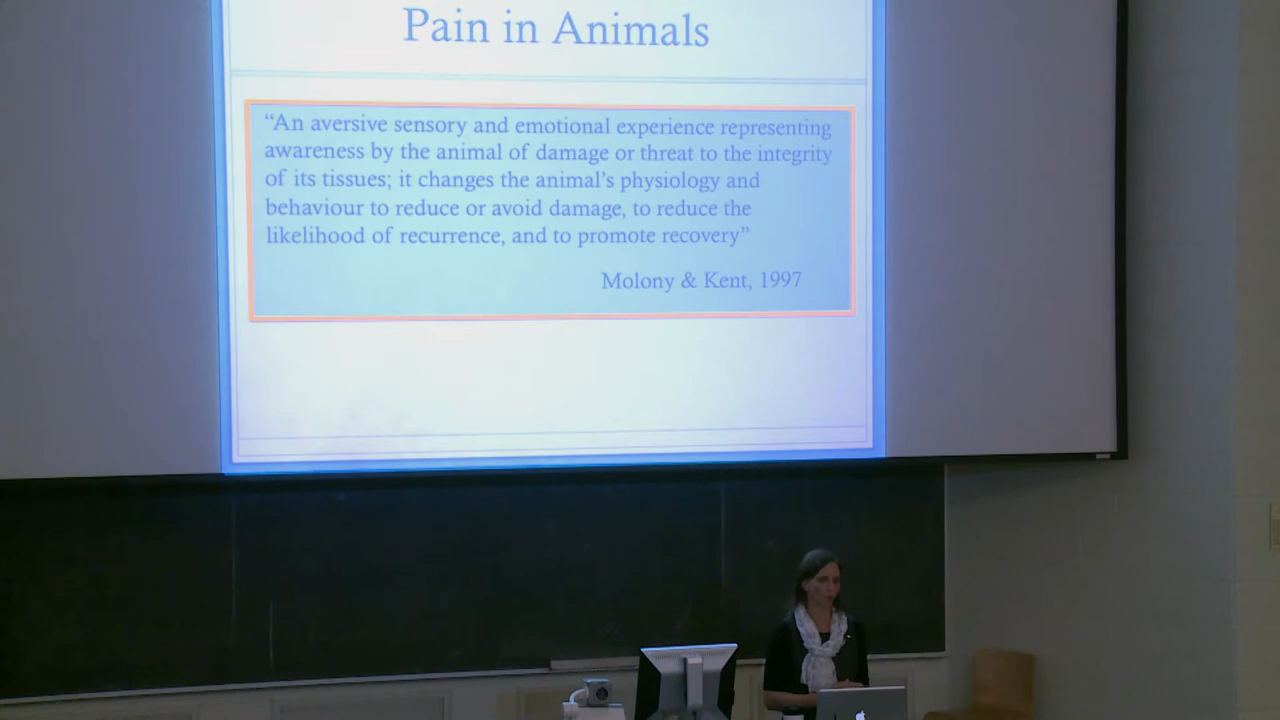 Pain in Animals
“An aversive sensory and emotional experience representing
awareness by the animal of damage or threat to the integrity
of its tissues; it changes the animal’s physiology and
behaviour to reduce or avoid damage, to reduce the
likelihood of recurrence, and to promote recovery”
Molony & Kent, 1997